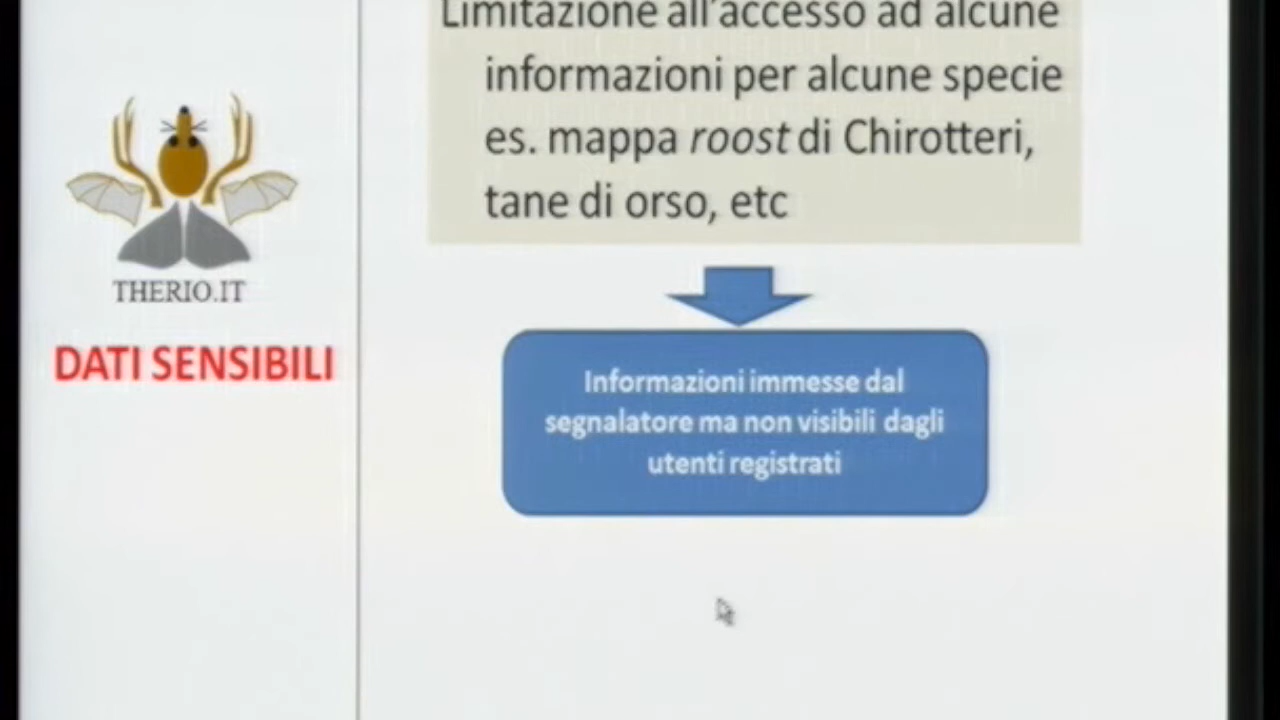 Limitazione all'accesso ad alcune
informazioni per alcune specie
es. mappa roost di Chirotteri,
tane di orso, etc
THERIO.IT
DATI SENSIBILI
Informazioni immesse dal
segnalatore ma non visibili dagli
utenti registrati